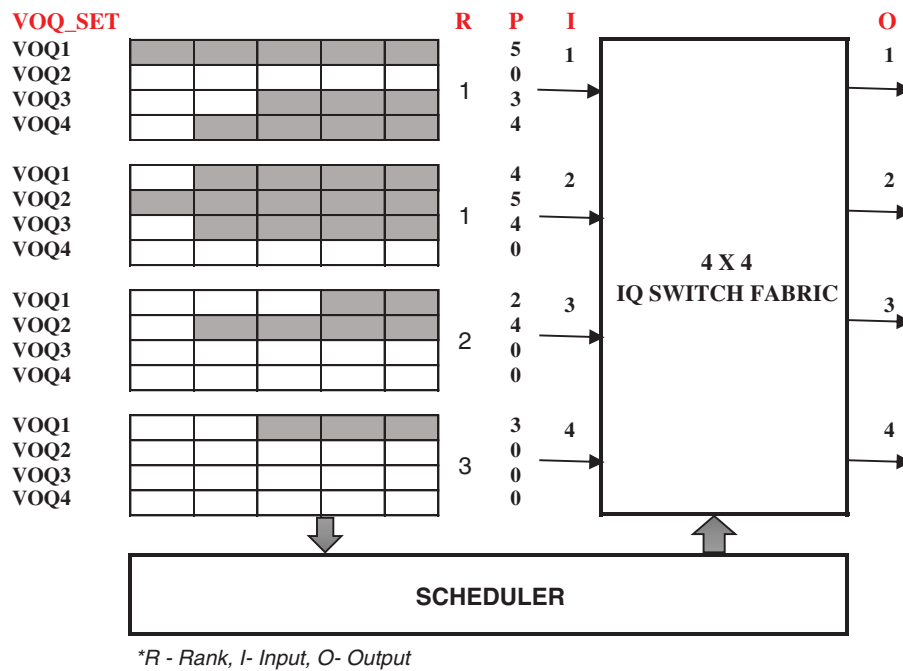 VOQ_SET R P I O
VOQ1 5 1 1
VOQ2 0
VOQ3 1 3
VOQ4 4
VOQ1 4 2 2
VOQ2 5
VOQ3 1 4
VOQ4 0
4 X 4
IQ SWITCH FABRIC
VOQ1 2 3 3
VOQ2 4
VOQ3 2 0
VOQ4 0
VOQ1 3 4 4
VOQ2 0
VOQ3 3 0
VOQ4 0
SCHEDULER
*R - Rank, I- Input, O- Output